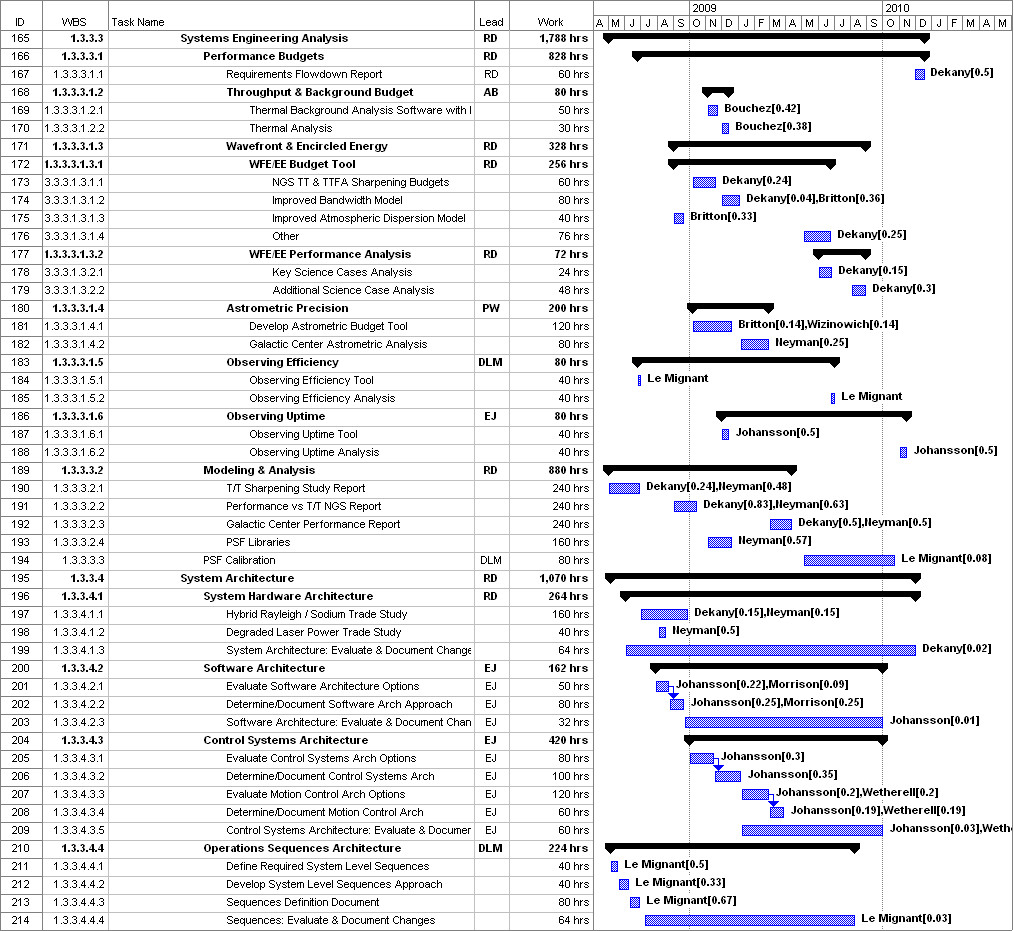 2009 2010
ID WBS Task Name Lead Work A M J J A S O N D J F M A M J J A S O N D J F M A M
165 1.3.3.3 Systems Engineering Analysis RD 1,788 hrs
166 1.3.3.3.1 Performance Budgets RD 828 hrs
167 1.3.3.3.1.1 Requirements Flowdown Report RD 60 hrs Dekany[0.5]
168 1.3.3.3.1.2 Throughput & Background Budget AB 80 hrs
169 1.3.3.3.1.2.1 Thermal Background Analysis Software with I 50 hrs Bouchez[0.42]
170 1.3.3.3.1.2.2 Thermal Analysis 30 hrs Bouchez[0.38]
171 1.3.3.3.1.3 Wavefront & Encircled Energy RD 328 hrs
172 1.3.3.3.1.3.1 WFE/EE Budget Tool RD 256 hrs
173 3.3.3.1.3.1.1 NGS TT & TTFA Sharpening Budgets 60 hrs Dekany[0.24]
174 3.3.3.1.3.1.2 Improved Bandwidth Model 80 hrs Dekany[0.04],Britton[0.36]
175 3.3.3.1.3.1.3 Improved Atmospheric Dispersion Model 40 hrs Britton[0.33]
176 3.3.3.1.3.1.4 Other 76 hrs Dekany[0.25]
177 1.3.3.3.1.3.2 WFE/EE Performance Analysis RD 72 hrs
178 3.3.3.1.3.2.1 Key Science Cases Analysis 24 hrs Dekany[0.15]
179 3.3.3.1.3.2.2 Additional Science Case Analysis 48 hrs Dekany[0.3]
180 1.3.3.3.1.4 Astrometric Precision PW 200 hrs
181 1.3.3.3.1.4.1 Develop Astrometric Budget Tool 120 hrs Britton[0.14],Wizinowich[0.14]
182 1.3.3.3.1.4.2 Galactic Center Astrometric Analysis 80 hrs Neyman[0.25]
183 1.3.3.3.1.5 Observing Efficiency DLM 80 hrs
184 1.3.3.3.1.5.1 Observing Efficiency Tool 40 hrs Le Mignant
185 1.3.3.3.1.5.2 Observing Efficiency Analysis 40 hrs Le Mignant
186 1.3.3.3.1.6 Observing Uptime EJ 80 hrs
187 1.3.3.3.1.6.1 Observing Uptime Tool 40 hrs Johansson[0.5]
188 1.3.3.3.1.6.2 Observing Uptime Analysis 40 hrs Johansson[0.5]
189 1.3.3.3.2 Modeling & Analysis RD 880 hrs
190 1.3.3.3.2.1 T/T Sharpening Study Report 240 hrs Dekany[0.24],Neyman[0.48]
191 1.3.3.3.2.2 Performance vs T/T NGS Report 240 hrs Dekany[0.83],Neyman[0.63]
192 1.3.3.3.2.3 Galactic Center Performance Report 240 hrs Dekany[0.5],Neyman[0.5]
193 1.3.3.3.2.4 PSF Libraries 160 hrs Neyman[0.57]
194 1.3.3.3.3 PSF Calibration DLM 80 hrs Le Mignant[0.08]
195 1.3.3.4 System Architecture RD 1,070 hrs
196 1.3.3.4.1 System Hardware Architecture RD 264 hrs
197 1.3.3.4.1.1 Hybrid Rayleigh / Sodium Trade Study 160 hrs Dekany[0.15],Neyman[0.15]
198 1.3.3.4.1.2 Degraded Laser Power Trade Study 40 hrs Neyman[0.5]
199 1.3.3.4.1.3 System Architecture: Evaluate & Document Change 64 hrs Dekany[0.02]
200 1.3.3.4.2 Software Architecture EJ 162 hrs
201 1.3.3.4.2.1 Evaluate Software Architecture Options EJ 50 hrs Johansson[0.22],Morrison[0.09]
202 1.3.3.4.2.2 Determine/Document Software Arch Approach EJ 80 hrs Johansson[0.25],Morrison[0.25]
203 1.3.3.4.2.3 Software Architecture: Evaluate & Document Chan EJ 32 hrs Johansson[0.01]
204 1.3.3.4.3 Control Systems Architecture EJ 420 hrs
205 1.3.3.4.3.1 Evaluate Control Systems Arch Options EJ 80 hrs Johansson[0.3]
206 1.3.3.4.3.2 Determine/Document Control Systems Arch EJ 100 hrs Johansson[0.35]
207 1.3.3.4.3.3 Evaluate Motion Control Arch Options EJ 120 hrs Johansson[0.2],Wetherell[0.2]
208 1.3.3.4.3.4 Determine/Document Motion Control Arch EJ 60 hrs Johansson[0.19],Wetherell[0.19]
209 1.3.3.4.3.5 Control Systems Architecture: Evaluate & Documer EJ 60 hrs Johansson[0.03],Weth
210 1.3.3.4.4 Operations Sequences Architecture DLM 224 hrs
211 1.3.3.4.4.1 Define Required System Level Sequences 40 hrs Le Mignant[0.5]
212 1.3.3.4.4.2 Develop System Level Sequences Approach 40 hrs Le Mignant[0.33]
213 1.3.3.4.4.3 Sequences Definition Document 80 hrs Le Mignant[0.67]
214 1.3.3.4.4.4 Sequences: Evaluate & Document Changes 64 hrs Le Mignant[0.03]